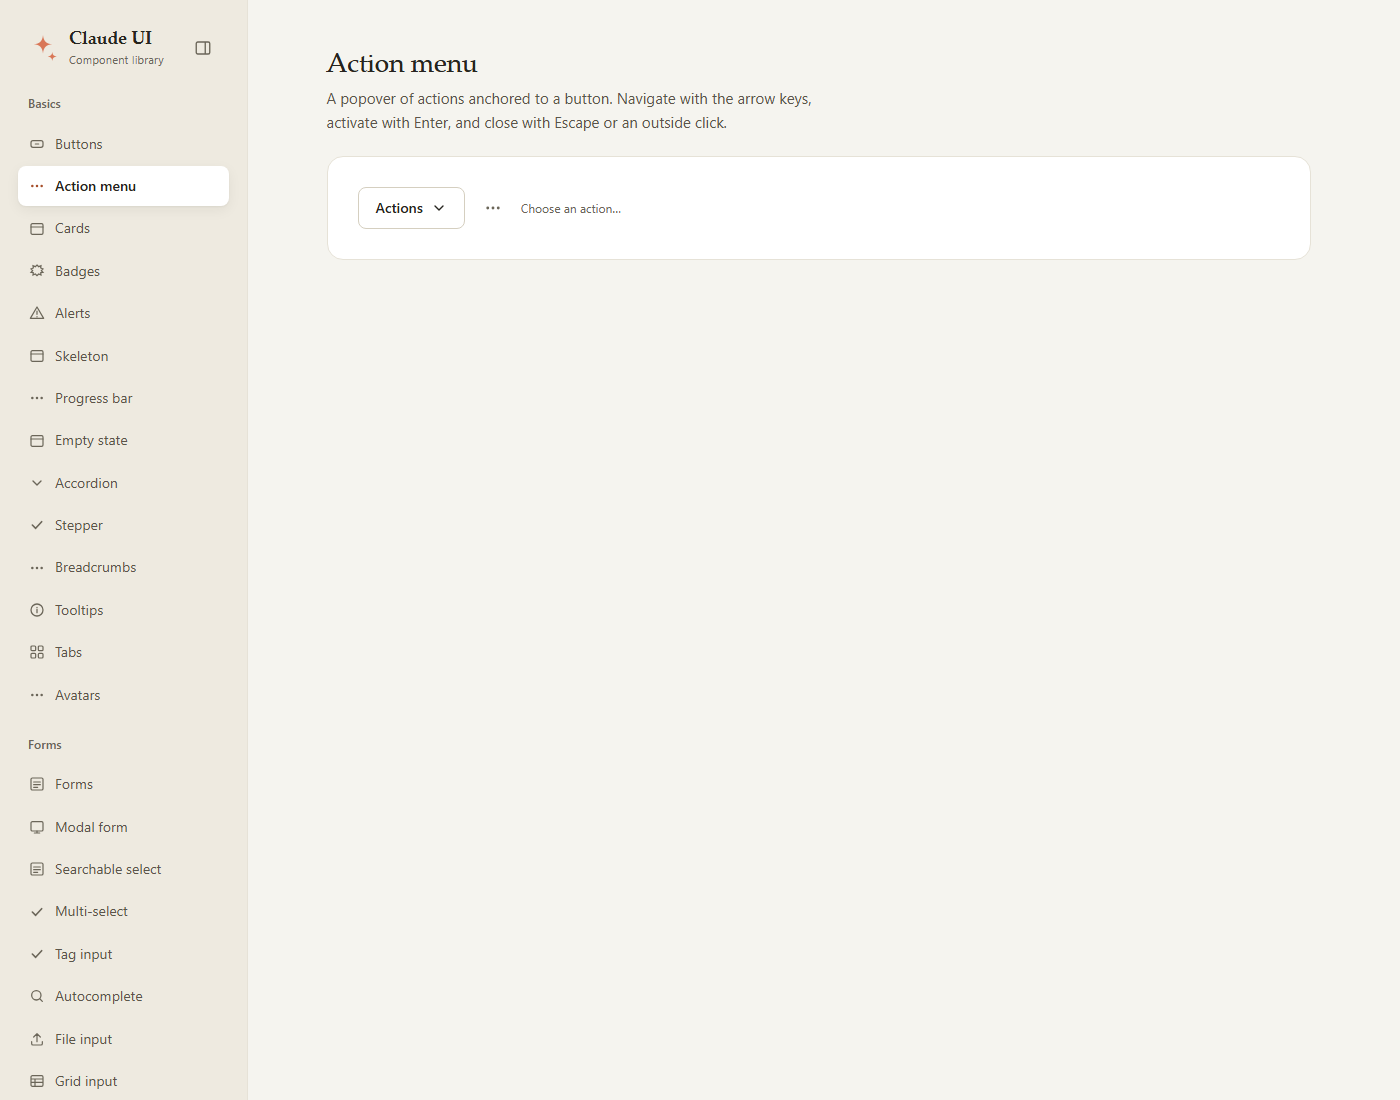 Claude UI
Component library
Basics
Buttons
Action menu
Cards
Badges
Alerts
Skeleton
Progress bar
Empty state
Accordion
Stepper
Breadcrumbs
Tooltips
Tabs
Avatars
Forms
Forms
Modal form
Searchable select
Multi-select
Tag input
Autocomplete
File input
Grid input
Action menu
A popover of actions anchored to a button. Navigate with the arrow keys,
activate with Enter, and close with Escape or an outside click.
Actions
Choose an action...